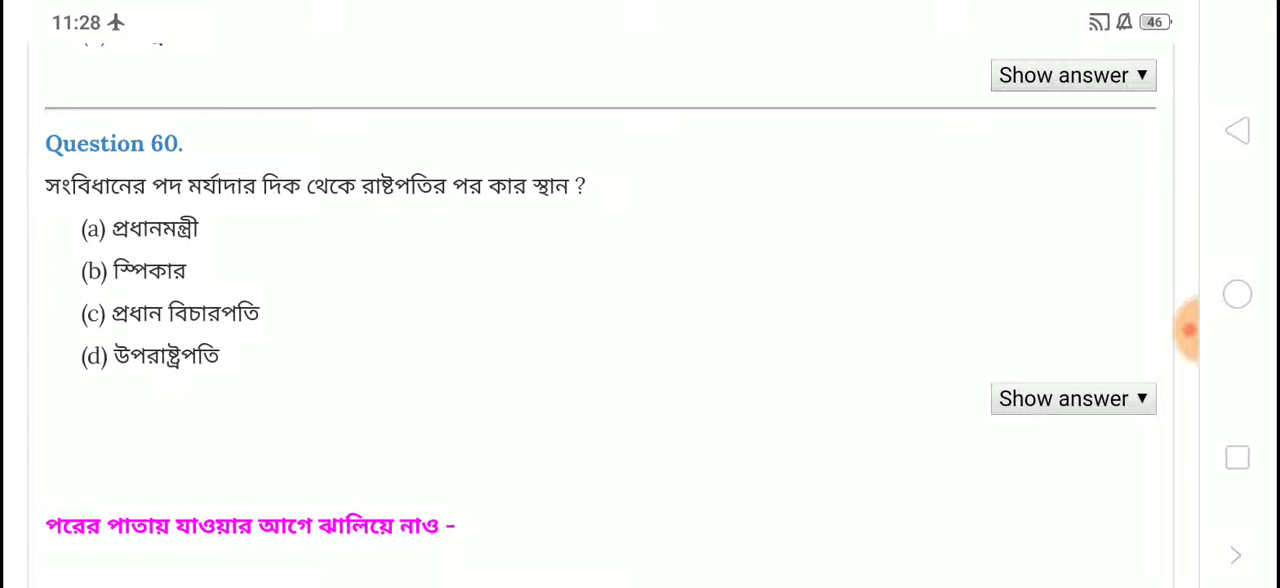 11:28
46
Show answer ▼
Question 60.
সংবিধানের পদ মর্যাদার দিক থেকে রাষ্টপতির পর কার স্থান ?
(a) প্রধানমন্ত্রী
(b) স্পিকার
(c) প্রধান বিচারপতি
(d) উপরাষ্ট্রপতি
Show answer ▼
পরের পাতায় যাওয়ার আগে ঝালিয়ে নাও -